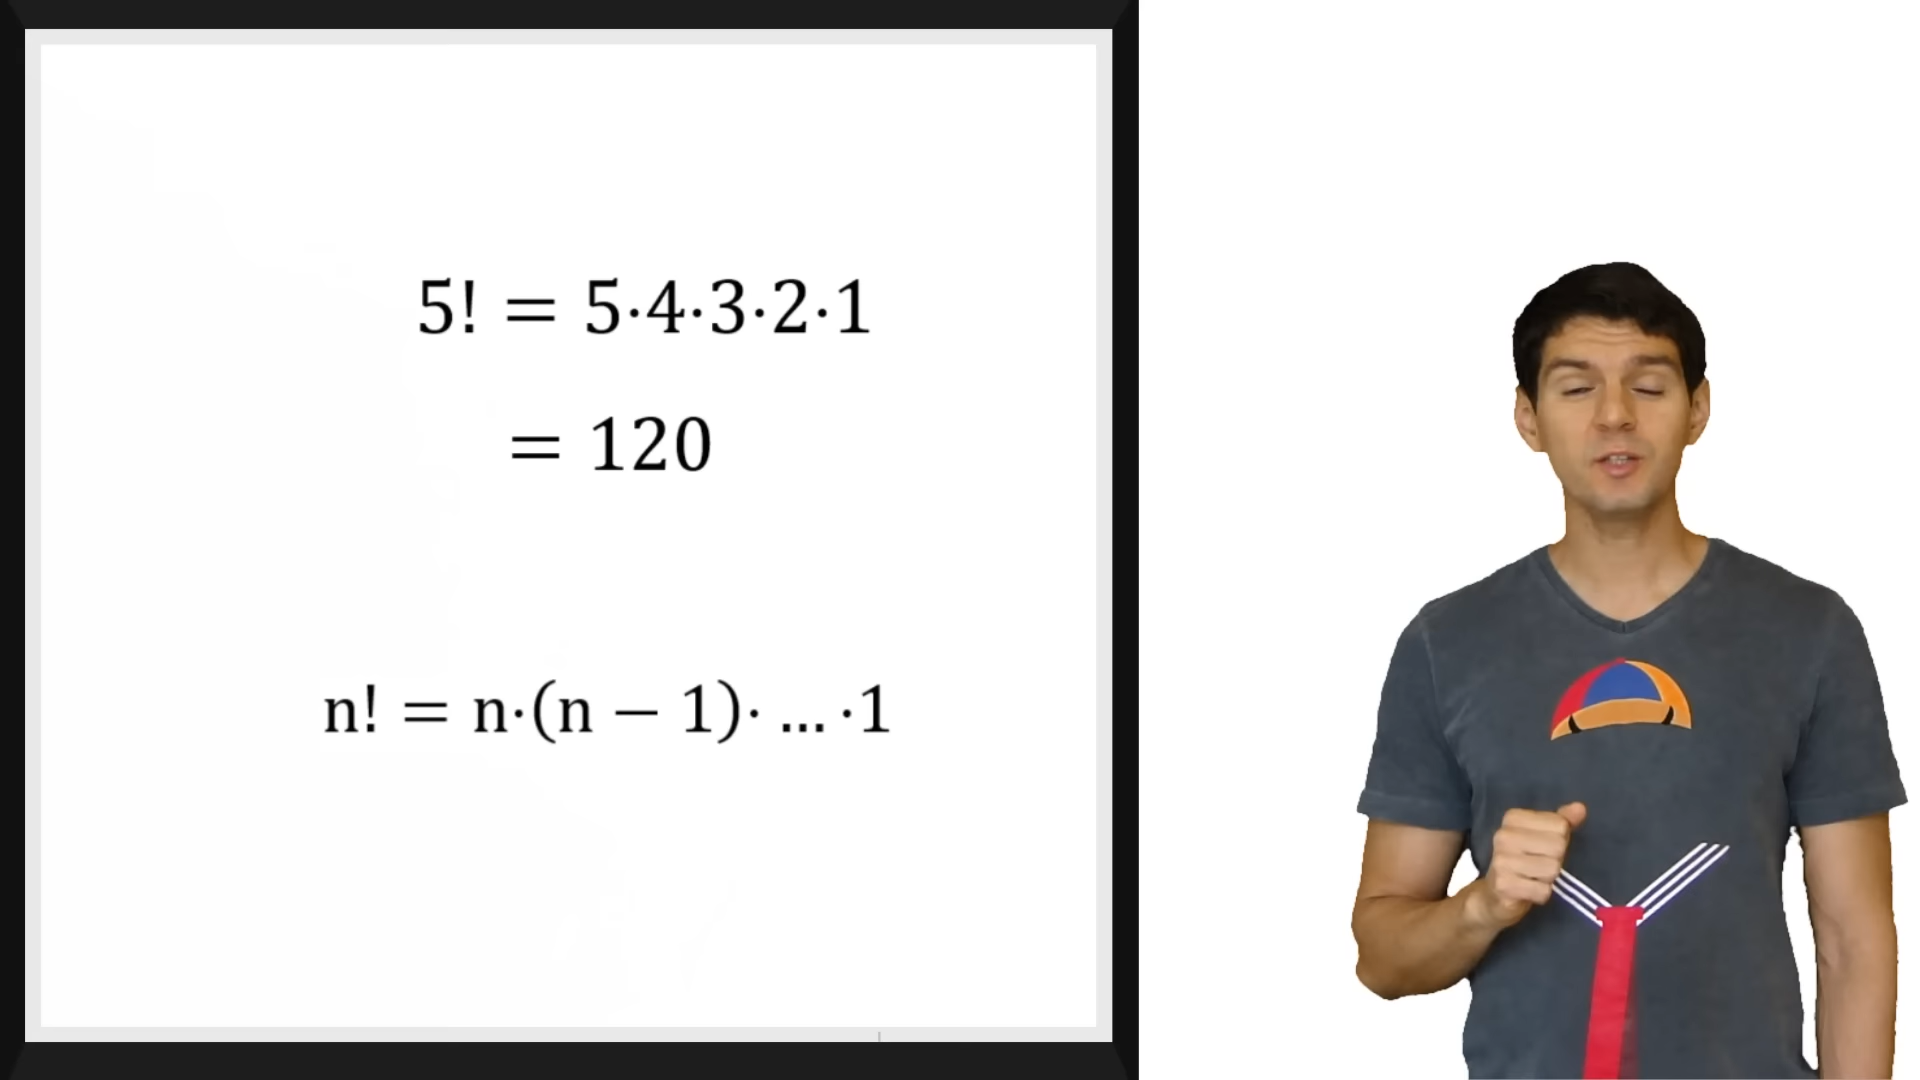 5! = 5·4·3·2·1
= 120
n! = n·(n − 1)· ... ·1